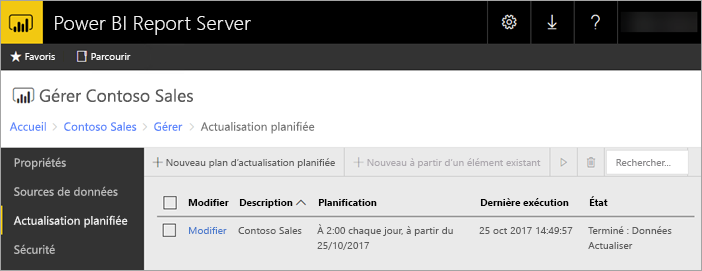 Power BI Report Server
?
Favoris Parcourir
Gérer Contoso Sales
Accueil > Contoso Sales > Gérer > Actualisation planifiée
Propriétés
Sources de données
Actualisation planifiée
Sécurité
+ Nouveau plan d'actualisation planifiée + Nouveau à partir d'un élément existant Rechercher...
Modifier Description Planification Dernière exécution État
Modifier Contoso Sales À 2:00 chaque jour, à partir du 25 oct 2017 14:49:57 Terminé : Données
25/10/2017 Actualiser